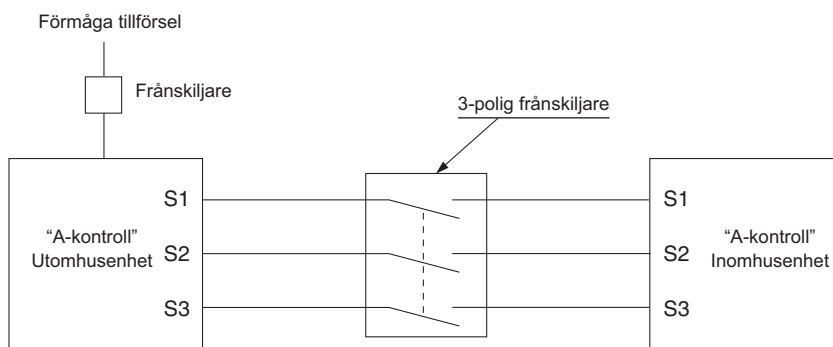 Förmåga tillförsel
Frånskiljare
3-polig frånskiljare
"A-kontroll"
Utomhusenhet
S1
S2
S3
S1
S2
S3
"A-kontroll"
Inomhusenhet